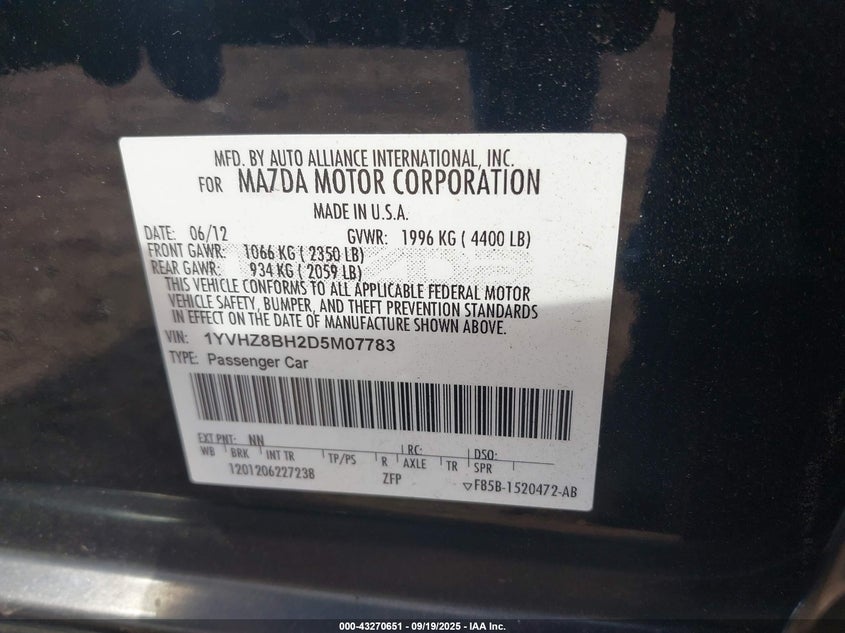 MFD. BY AUTO ALLIANCE INTERNATIONAL, INC.
FOR MAZDA MOTOR CORPORATION
MADE IN U.S.A.
DATE: 06/12 GVWR: 1996 KG ( 4400 LB)
FRONT GAWR: 1066 KG ( 2350 LB)
REAR GAWR: 934 KG ( 2059 LB)
THIS VEHICLE CONFORMS TO ALL APPLICABLE FEDERAL MOTOR
VEHICLE SAFETY, BUMPER, AND THEFT PREVENTION STANDARDS
IN EFFECT ON THE DATE OF MANUFACTURE SHOWN ABOVE.
VIN: 1YVHZ8BH2D5M07783
TYPE: Passenger Car
EXT PNT: NN RC: DSO:
WB BRK INT TR TP/PS R AXLE TR SPR
120120622723B ZFP ▽FB5B-1520472-AB
000-43270651 - 09/19/2025 - IAA Inc.